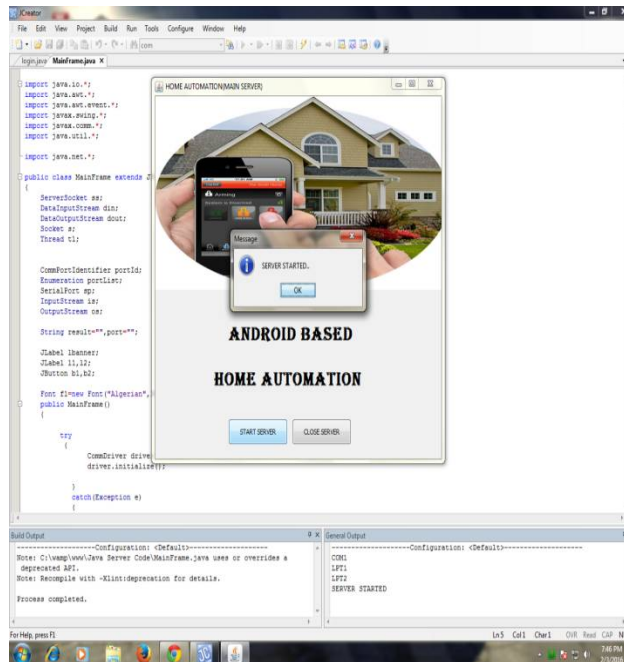 JCreator
File Edit View Project Build Run Tools Configure Window Help
com
login.java MainFrame.java X
import java.io.*;
import java.awt.*;
import java.awt.event.*;
import javax.swing.*;
import javax.comm.*;
import java.util.*;
import java.net.*;
public class MainFrame extends J
{
ServerSocket ss;
DataInputStream din;
DataOutputStream dout;
Socket s;
Thread t1;
CommPortIdentifier portId;
Enumeration portList;
SerialPort sp;
InputStream is;
OutputStream os;
String result="",port="";
JLabel lbanner;
JLabel l1,l2;
JButton b1,b2;
Font f1=new Font("Algerian",
public MainFrame()
{
try
{
CommDriver drive
driver.initialize();
}
catch(Exception e)
{
HOME AUTOMATION(MAIN SERVER)
Arming
Message
SERVER STARTED..
OK
ANDROID BASED
HOME AUTOMATION
START SERVER CLOSE SERVER
Build Output
--------------------Configuration: <Default>--------------------
Note: C:\wamp\www\Java Server Code\MainFrame.java uses or overrides a
deprecated API.
Note: Recompile with -Xlint:deprecation for details.
Process completed.
General Output
--------------------Configuration: <Default>--------------------
COM1
LPT1
LPT2
SERVER STARTED
For Help, press F1
Ln 5 Col 1 Char 1 OVR Read CAP N
7:46 PM
2/3/2016